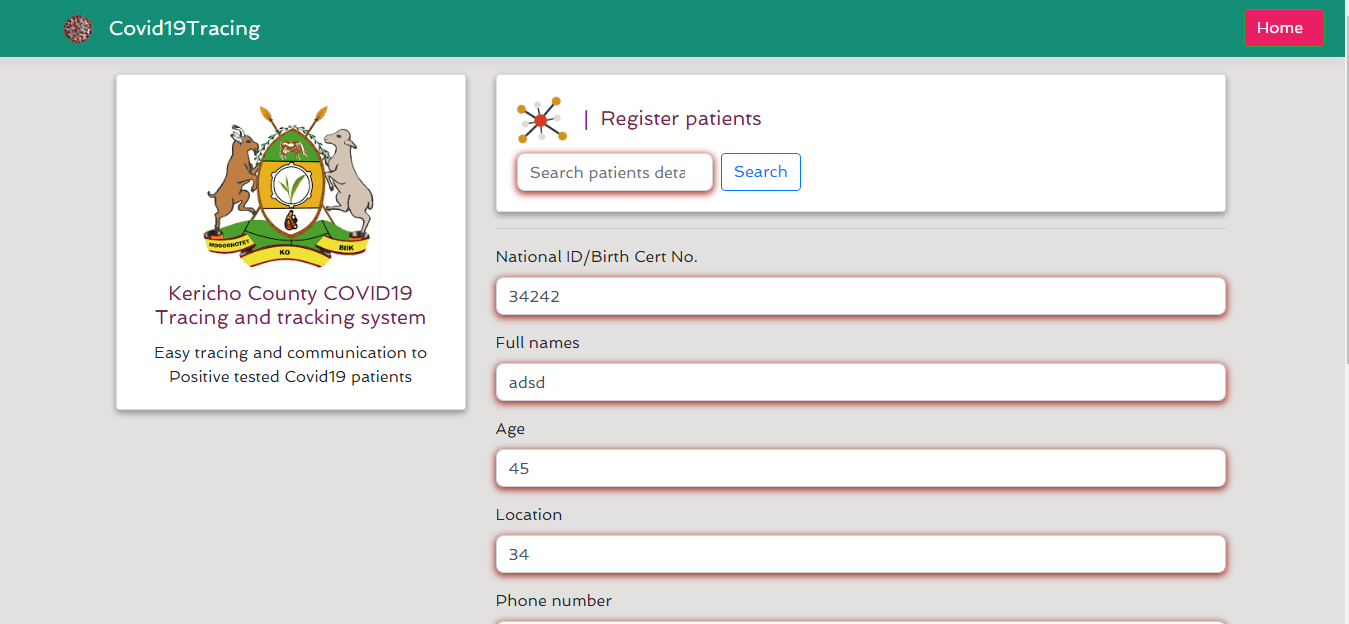 Covid19Tracing
Home
MOGORNOTET
KO
BIIK
Kericho County COVID19
Tracing and tracking system
Easy tracing and communication to
Positive tested Covid19 patients
| Register patients
Search patients deta
Search
National ID/Birth Cert No.
34242
Full names
adsd
Age
45
Location
34
Phone number